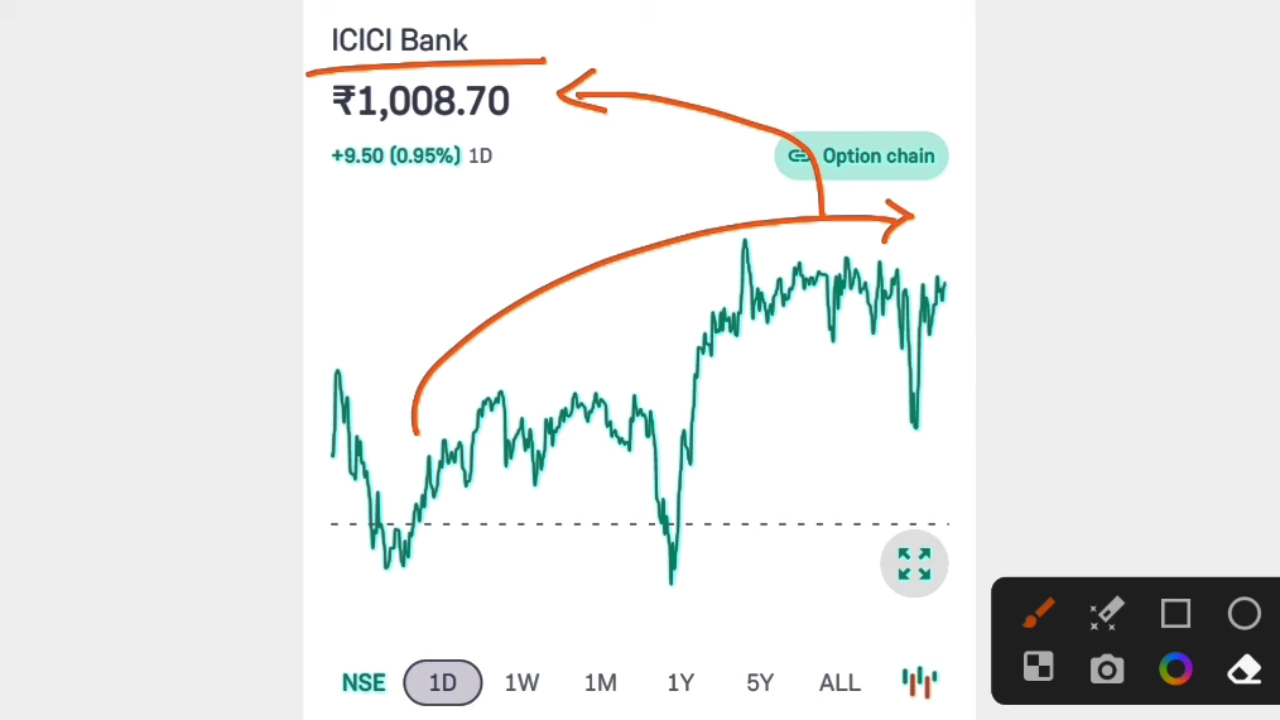 ICICI Bank
₹1,008.70
+9.50 (0.95%) 1D
Option chain
NSE 1D 1W 1M 1Y 5Y ALL